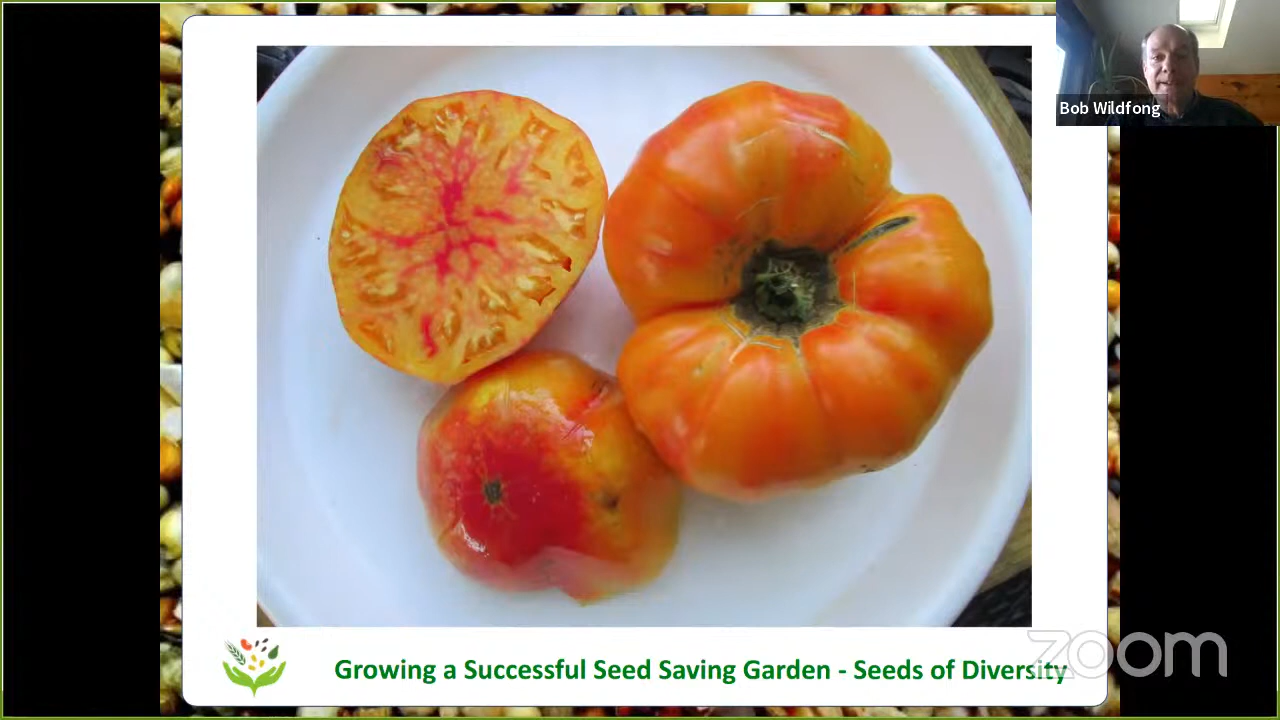 Bob Wildfong
Growing a Successful Seed Saving Garden - Seeds of Diversity
zoom